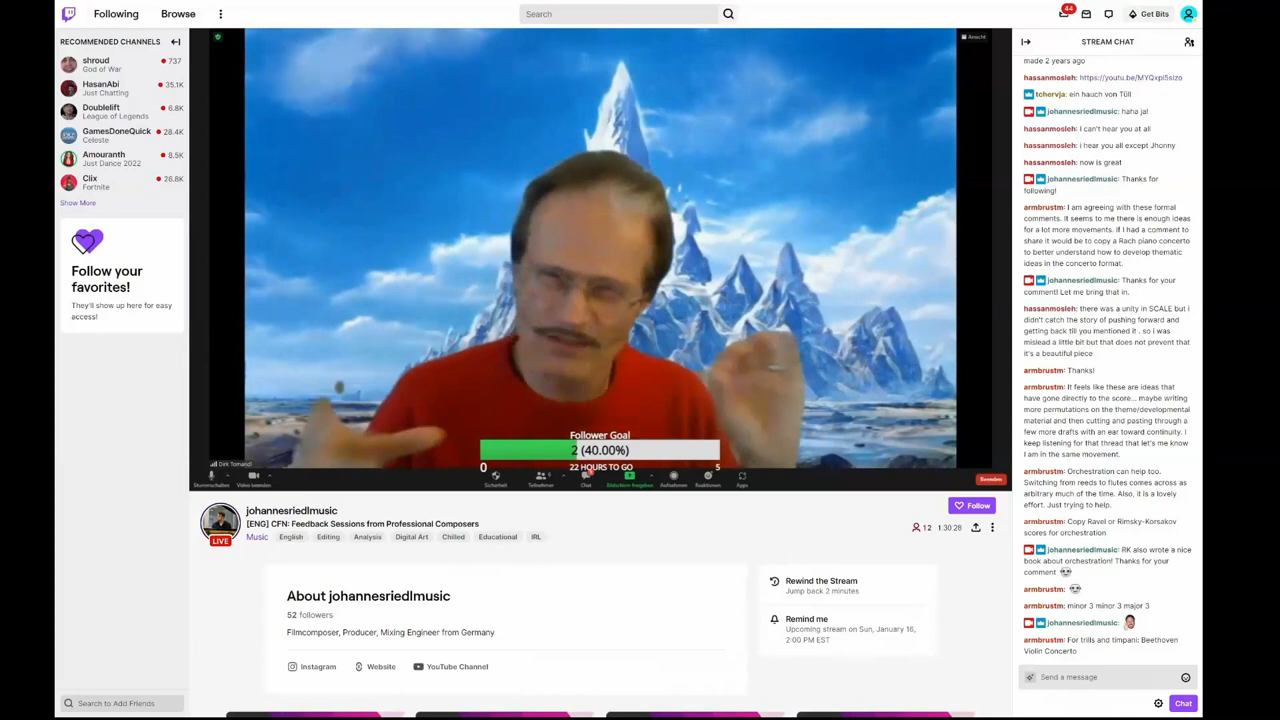 Following
Browse
Search
44
Get Bits
RECOMMENDED CHANNELS
shroud
God of War
737
HasanAbi
Just Chatting
35.1K
Doublelift
League of Legends
6.8K
GamesDoneQuick
Celeste
28.4K
Amouranth
Just Dance 2022
8.5K
Clix
Fortnite
26.8K
Show More
Follow your
favorites!
They'll show up here for easy
access!
Search to Add Friends
Ansicht
Follower Goal
2 (40.00%)
0
22 HOURS TO GO
5
Stummschalten
Video beenden
Sicherheit
Teilnehmer
Chat
Bildschirm freigeben
Aufnehmen
Reaktionen
Apps
Beenden
LIVE
johannesriedlmusic
[ENG] CFN: Feedback Sessions from Professional Composers
Music
English
Editing
Analysis
Digital Art
Chilled
Educational
IRL
Follow
12
1:30:28
About johannesriedlmusic
52 followers
Filmcomposer, Producer, Mixing Engineer from Germany
Instagram
Website
YouTube Channel
Rewind the Stream
Jump back 2 minutes
Remind me
Upcoming stream on Sun, January 16,
2:00 PM EST
STREAM CHAT
made 2 years ago
hassanmosleh: https://youtu.be/MYQxpi5sIzo
tchervja: ein hauch von Tüll
johannesriedlmusic: haha ja!
hassanmosleh: I can't hear you at all
hassanmosleh: i hear you all except Jhonny
hassanmosleh: now is great
johannesriedlmusic: Thanks for
following!
armbrustm: I am agreeing with these formal
comments. It seems to me there is enough ideas
for a lot more movements. If I had a comment to
share it would be to copy a Rach piano concerto
to better understand how to develop thematic
ideas in the concerto format.
johannesriedlmusic: Thanks for your
comment! Let me bring that in.
hassanmosleh: there was a unity in SCALE but i
didn't catch the story of pushing forward and
getting back till you mentioned it . so i was
mislead a little bit but that does not prevent that
it's a beautiful piece
armbrustm: Thanks!
armbrustm: It feels like these are ideas that
have gone directly to the score... maybe writing
more permutations on the theme/developmental
material and then cutting and pasting through a
few more drafts with an ear toward continuity. I
keep listening for that thread that let's me know
I am in the same movement.
armbrustm: Orchestration can help too.
Switching from reeds to flutes comes across as
arbitrary much of the time. Also, it is a lovely
effort. Just trying to help.
armbrustm: Copy Ravel or Rimsky-Korsakov
scores for orchestration
johannesriedlmusic: RK also wrote a nice
book about orchestration! Thanks for your
comment
armbrustm:
armbrustm: minor 3 minor 3 major 3
johannesriedlmusic:
armbrustm: For trills and timpani: Beethoven
Violin Concerto
Send a message
Chat